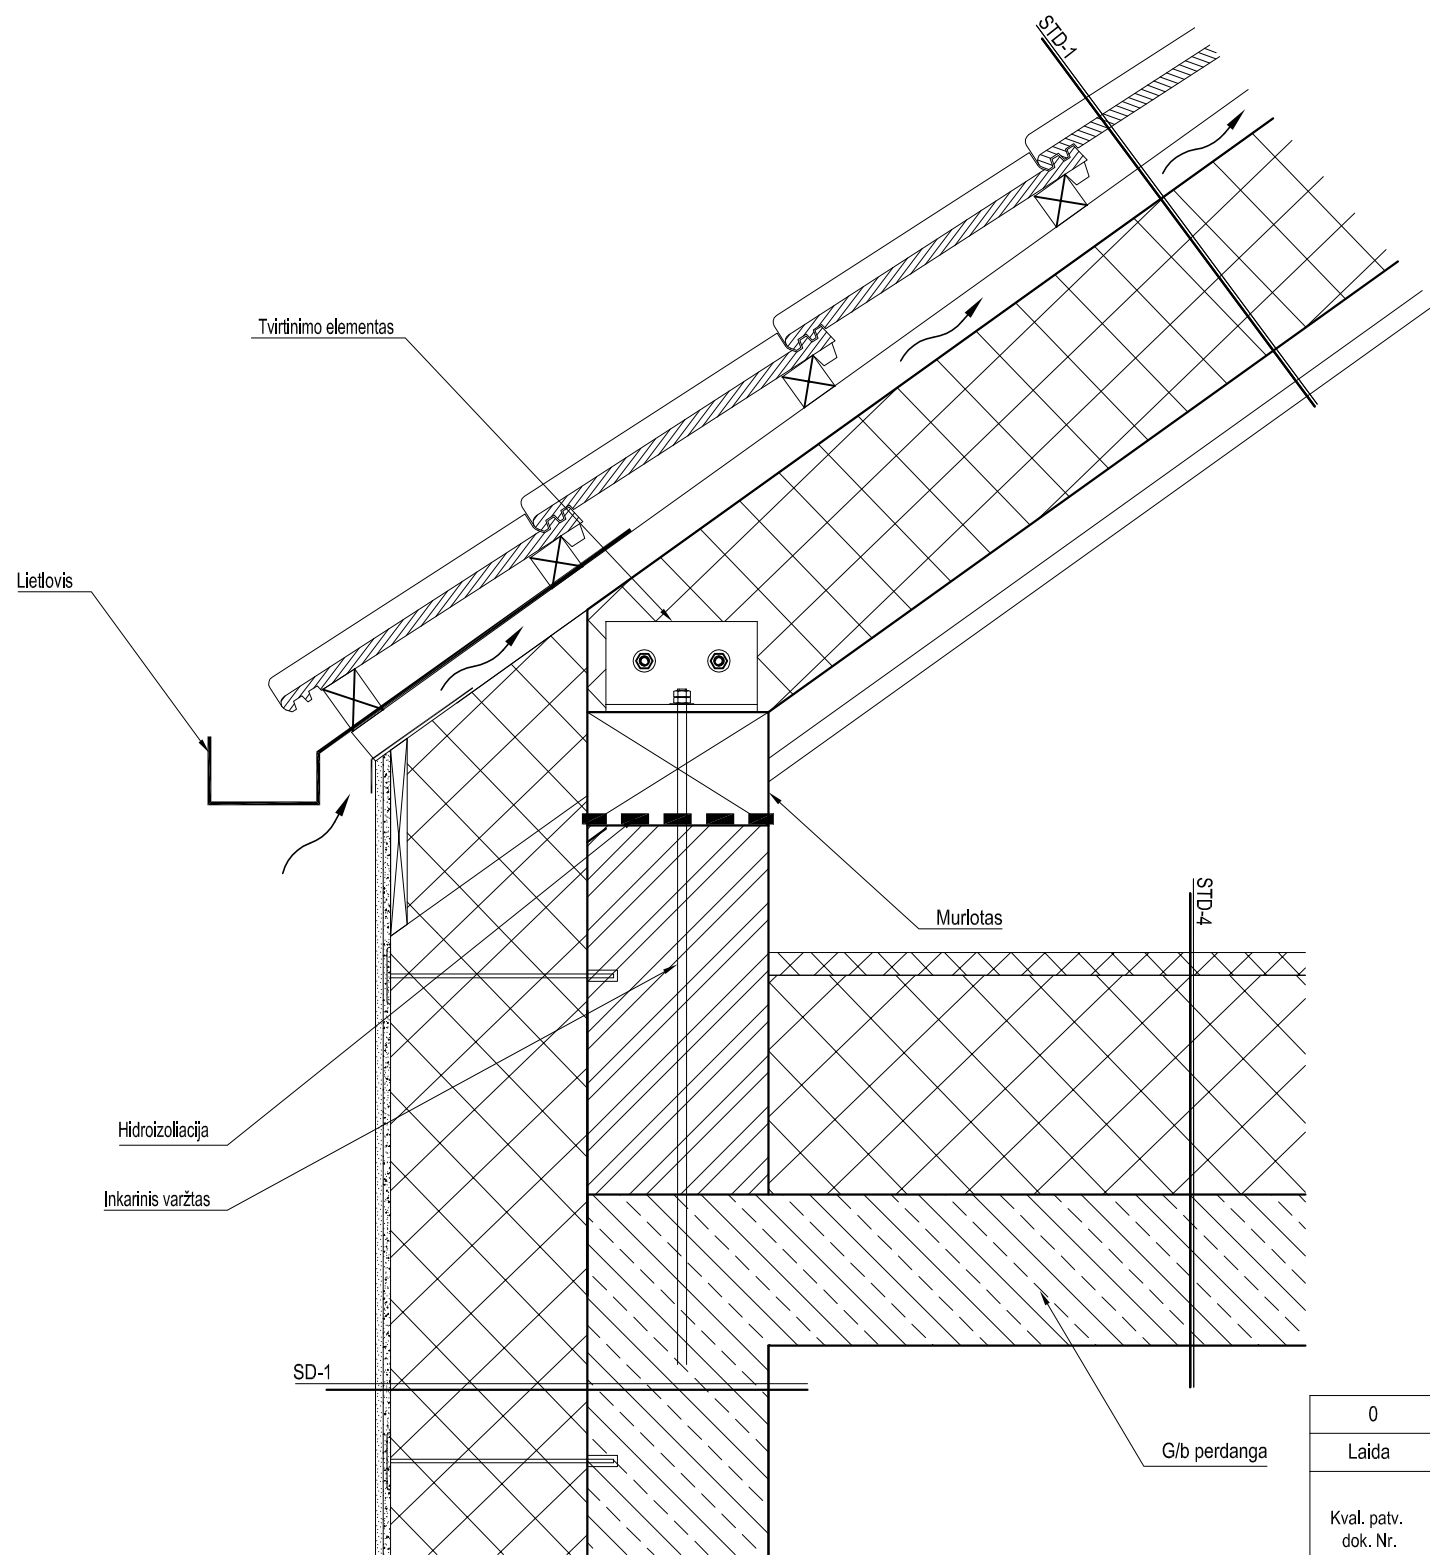 STD-1
Tvirtinimo elementas
Lietlovis
Murlotas
STD-4
Hidroizoliacija
Inkarinis varžtas
SD-1
G/b perdanga
0
Laida
Kval. patv.
dok. Nr.